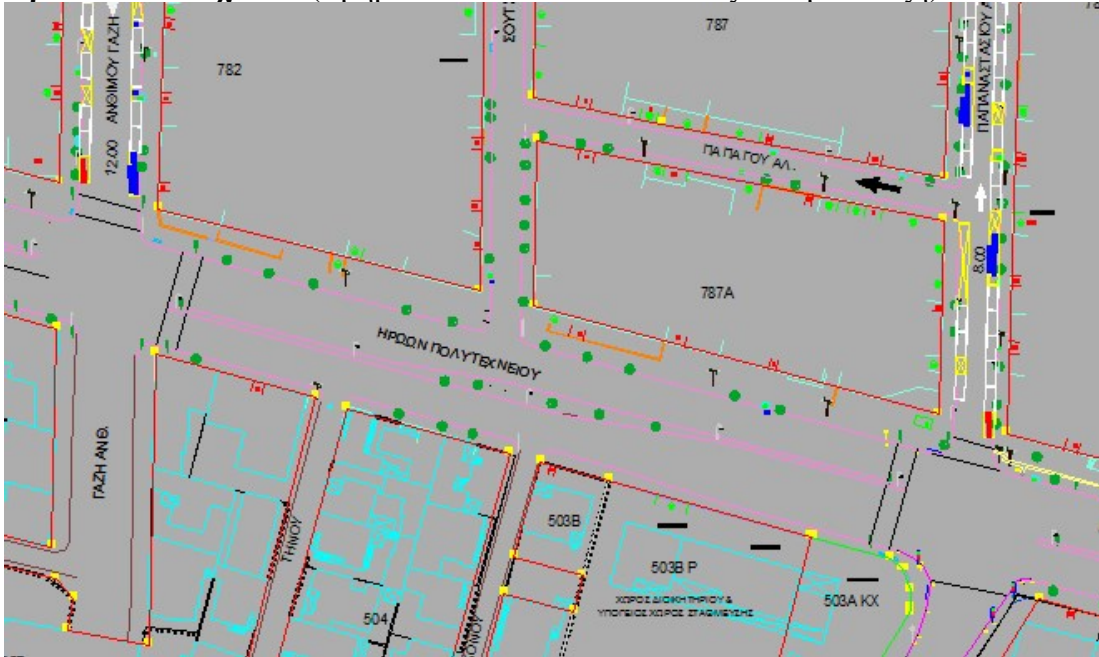 782
787
ΣΟΥΤ
ΑΝΘΙΜΟΥ ΓΑΖΗ
12.00
ΠΑΠΑΝΑΣΤΑΣΙΟΥ Α
ΠΑΠΑΓΟΥ ΑΛ.
8.00
787Α
ΗΡΩΩΝ ΠΟΛΥΤΕΧΝΕΙΟΥ
ΓΑΖΗ ΑΝΘ.
ΤΗΝΟΥ
503Β
503Β Ρ
ΧΩΡΟΣ ΔΙΟΙΚΗΤΗΡΙΟΥ &
ΥΠΟΓΕΙΟΣ ΧΩΡΟΣ ΣΤΑΘΜΕΥΣΗΣ
503Α ΚΧ
504
ΟΝΟΥ